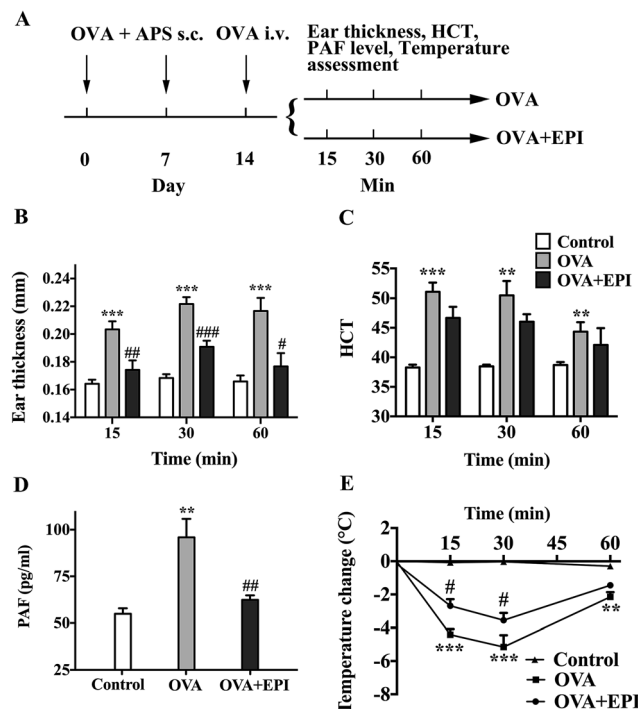 A
OVA + APS s.c. OVA i.v.
Ear thickness, HCT,
PAF level, Temperature
assessment
{
OVA
OVA+EPI
0 7 14 15 30 60
Day Min
B
Ear thickness (mm)
0.24
0.22
0.20
0.18
0.16
0.14
***
##
***
###
***
#
15 30 60
Time (min)
C
Control
OVA
OVA+EPI
HCT
55
50
45
40
35
30
***
**
**
15 30 60
Time (min)
D
PAF (pg/ml)
100
75
50
25
**
##
Control OVA OVA+EPI
E
Time (min)
15 30 45 60
Temperature change (°C)
0
-2
-4
-6
-8
# #
*** *** **
Control
OVA
OVA+EPI